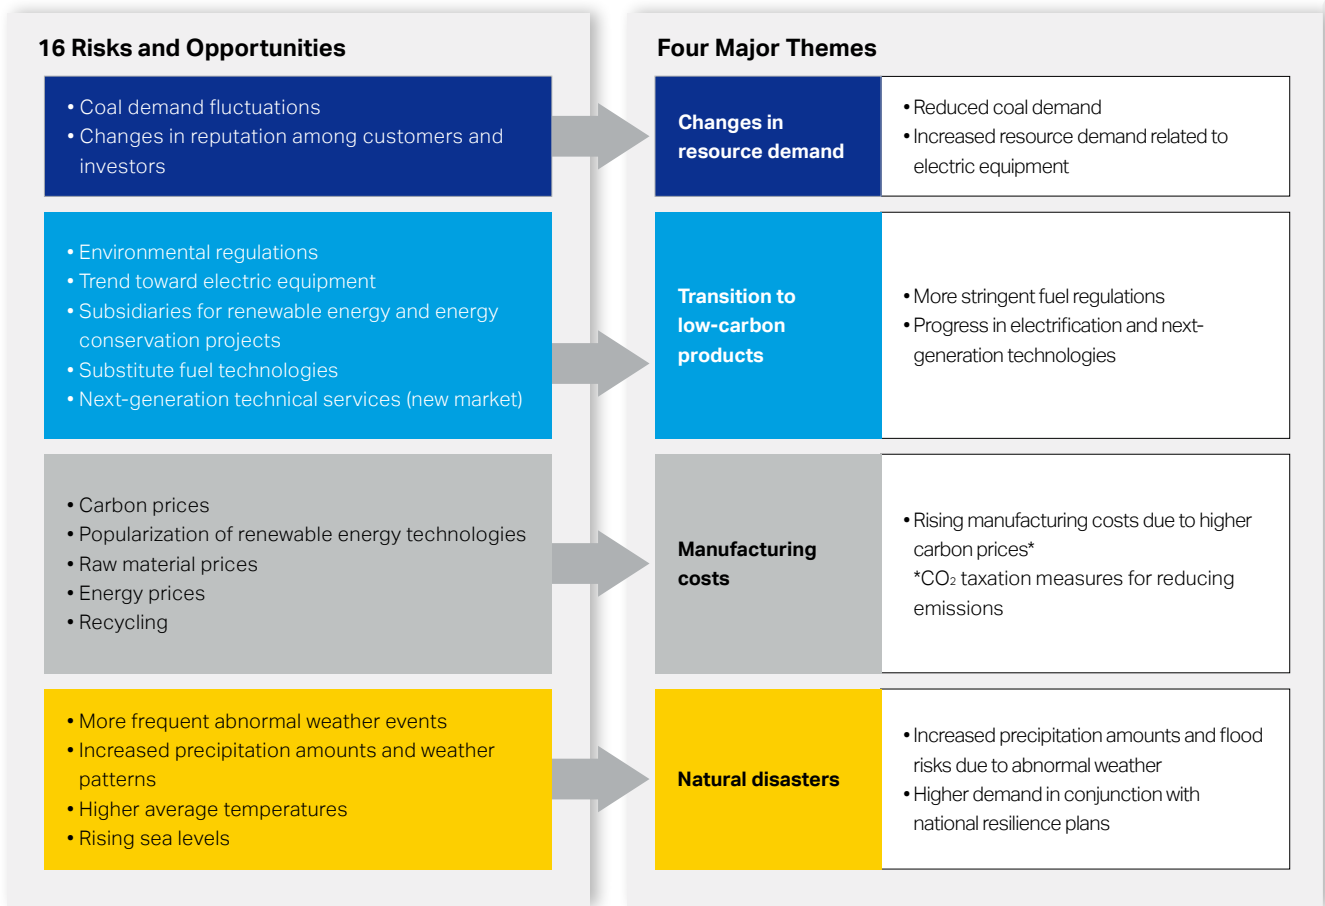 16 Risks and Opportunities
• Coal demand fluctuations
• Changes in reputation among customers and
investors
• Environmental regulations
• Trend toward electric equipment
• Subsidiaries for renewable energy and energy
conservation projects
• Substitute fuel technologies
• Next-generation technical services (new market)
• Carbon prices
• Popularization of renewable energy technologies
• Raw material prices
• Energy prices
• Recycling
• More frequent abnormal weather events
• Increased precipitation amounts and weather
patterns
• Higher average temperatures
• Rising sea levels
Four Major Themes
Changes in
resource demand
• Reduced coal demand
• Increased resource demand related to
electric equipment
Transition to
low-carbon
products
• More stringent fuel regulations
• Progress in electrification and next-
generation technologies
Manufacturing
costs
• Rising manufacturing costs due to higher
carbon prices*
*CO₂ taxation measures for reducing
emissions
Natural disasters
• Increased precipitation amounts and flood
risks due to abnormal weather
• Higher demand in conjunction with
national resilience plans